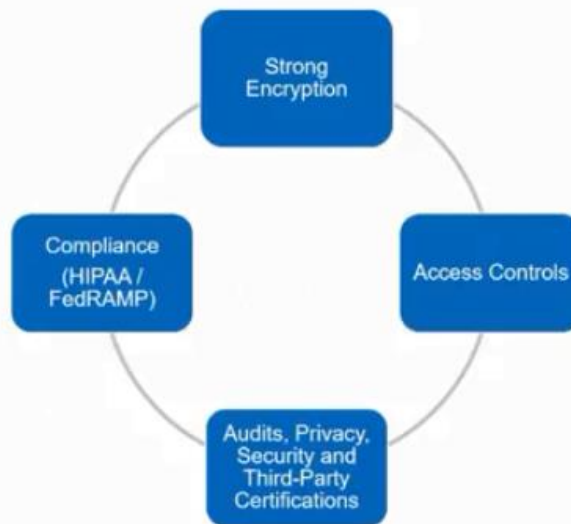 Strong
Encryption
Compliance
(HIPAA /
FedRAMP)
Access Controls
Audits, Privacy,
Security and
Third-Party
Certifications